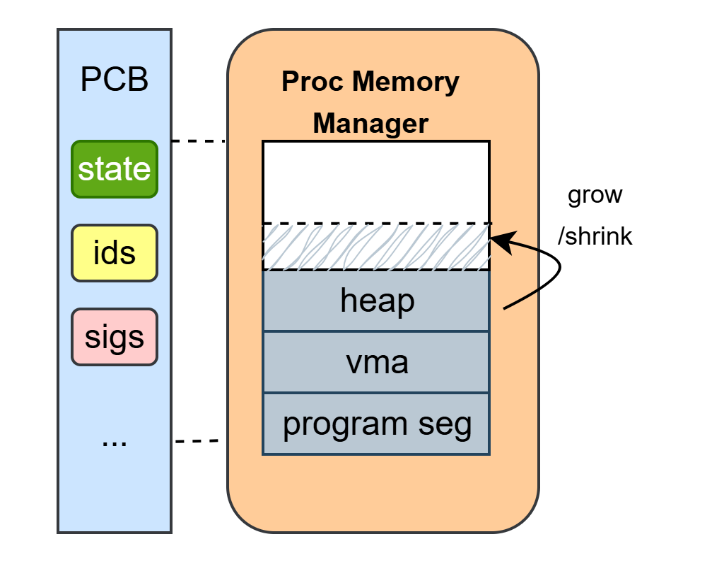 PCB
state
ids
sigs
...
Proc Memory
Manager
heap
vma
program seg
grow
/shrink